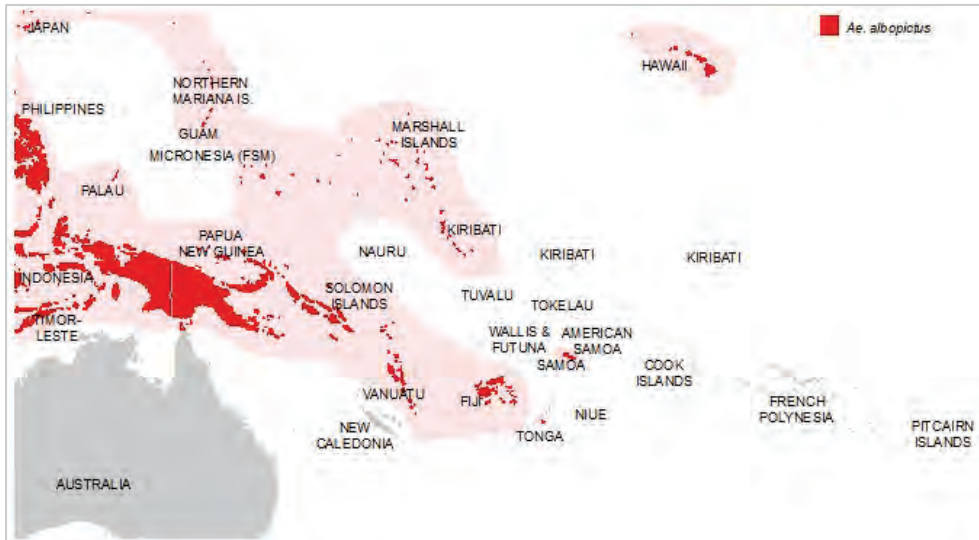 JAPAN
Ae. albopictus
HAWAII
NORTHERN
MARIANA IS.
PHILIPPINES
GUAM
MARSHALL
ISLANDS
MICRONESIA (FSM)
PALAU
KIRIBATI
PAPUA
NEW GUINEA
NAURU
KIRIBATI
KIRIBATI
INDONESIA
SOLOMON
ISLANDS
TUVALU
TOKELAU
TIMOR-
LESTE
WALLIS &
FUTUNA
AMERICAN
SAMOA
SAMOA
COOK
ISLANDS
VANUATU
FIJI
NIUE
FRENCH
POLYNESIA
NEW
CALEDONIA
TONGA
PITCAIRN
ISLANDS
AUSTRALIA